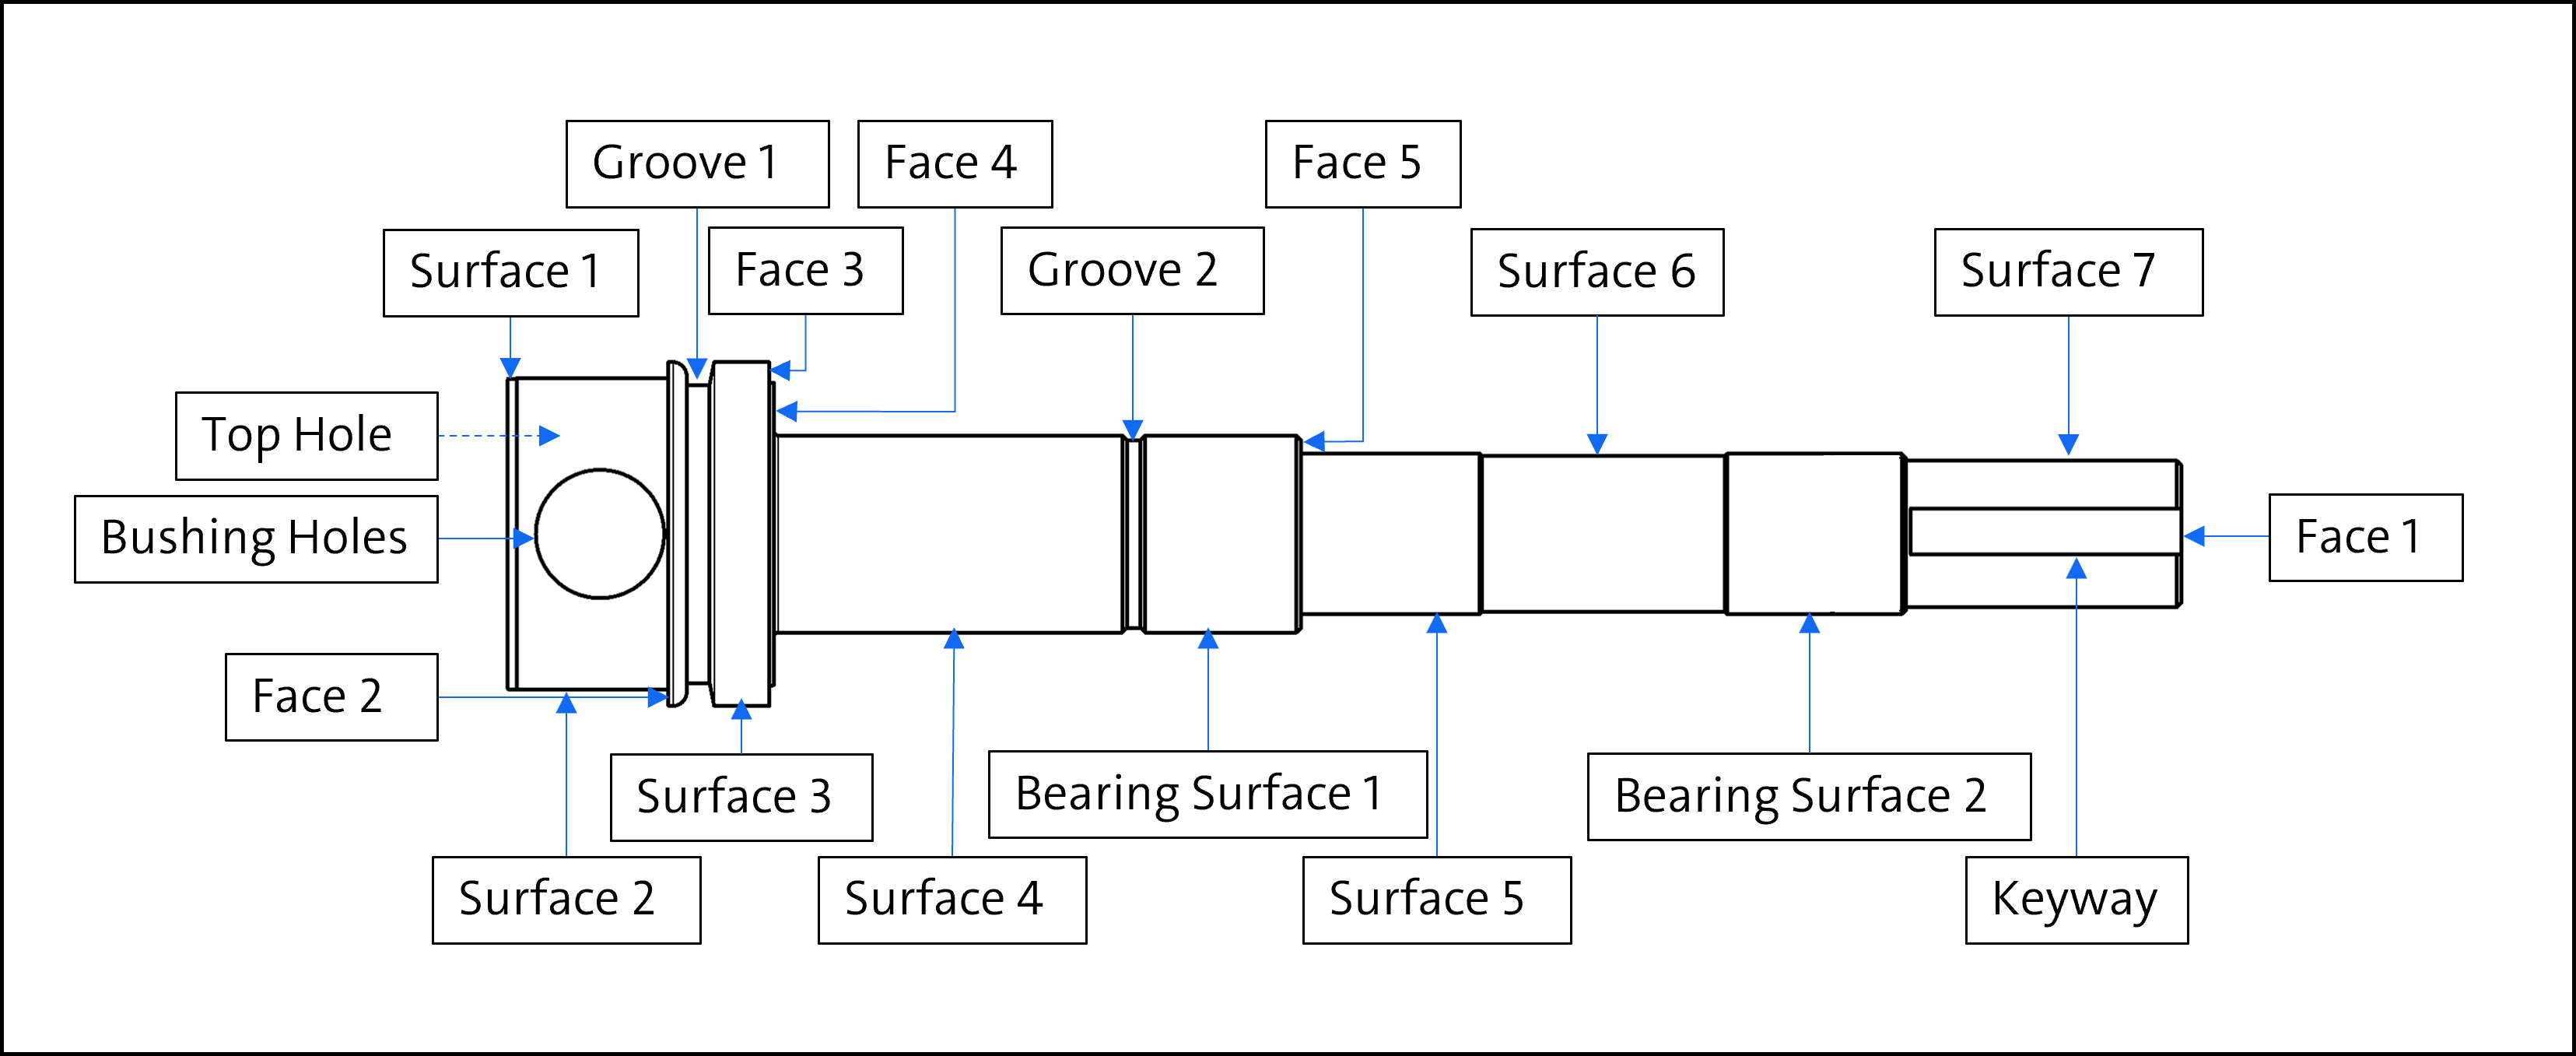 Groove 1
Face 4
Face 5
Surface 1
Face 3
Groove 2
Surface 6
Surface 7
Top Hole
Bushing Holes
Face 1
Face 2
Surface 3
Bearing Surface 1
Bearing Surface 2
Surface 2
Surface 4
Surface 5
Keyway